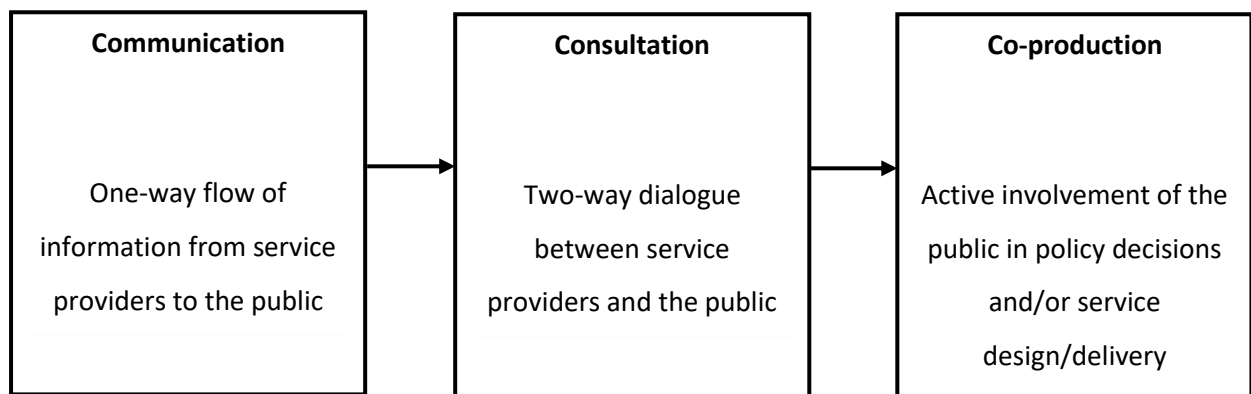 Communication
One-way flow of
information from service
providers to the public
Consultation
Two-way dialogue
between service
providers and the public
Co-production
Active involvement of the
public in policy decisions
and/or service
design/delivery